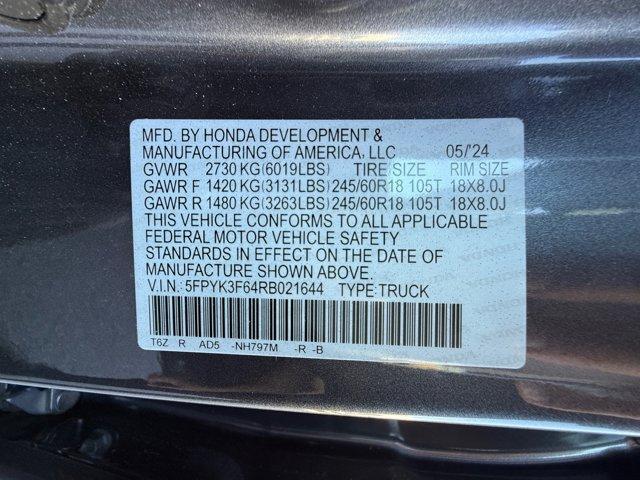 MFD. BY HONDA DEVELOPMENT &
MANUFACTURING OF AMERICA, LLC 05/'24
GVWR 2730 KG(6019LBS) TIRE/SIZE RIM SIZE
GAWR F 1420 KG(3131LBS) 245/60R18 105T 18X8.0J
GAWR R 1480 KG(3263LBS) 245/60R18 105T 18X8.0J
THIS VEHICLE CONFORMS TO ALL APPLICABLE
FEDERAL MOTOR VEHICLE SAFETY
STANDARDS IN EFFECT ON THE DATE OF
MANUFACTURE SHOWN ABOVE.
V.I.N.: 5FPYK3F64RB021644 TYPE:TRUCK
T6Z R AD5 -NH797M -R -B